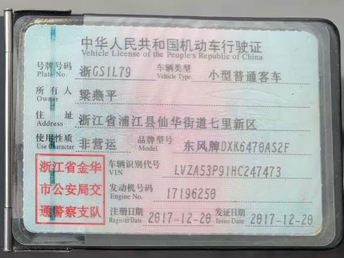 中华人民共和国机动车行驶证
Vehicle License of the People's Republic of China
号牌号码 浙GS1L79 车辆类型 小型普通客车
Plate No. Vehicle Type
所有人 梁燕平
Owner
住址 浙江省浦江县仙华街道七里新区
Address
使用性质 非营运 品牌型号 东风牌DXK6470AS2F
Use Character Model
浙江省金华
市公安局交
通警察支队
车辆识别代号 LVZA53P91HC247473
VIN
发动机号码 17196250
Engine No.
注册日期 2017-12-20 发证日期 2017-12-20
Register Date Issue Date